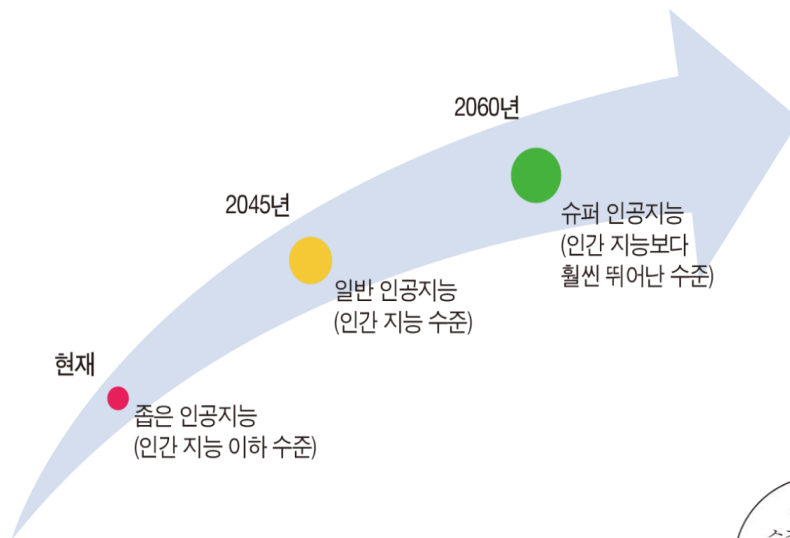 2060년
슈퍼 인공지능
(인간 지능보다
훨씬 뛰어난 수준)
2045년
일반 인공지능
(인간 지능 수준)
현재
좁은 인공지능
(인간 지능 이하 수준)